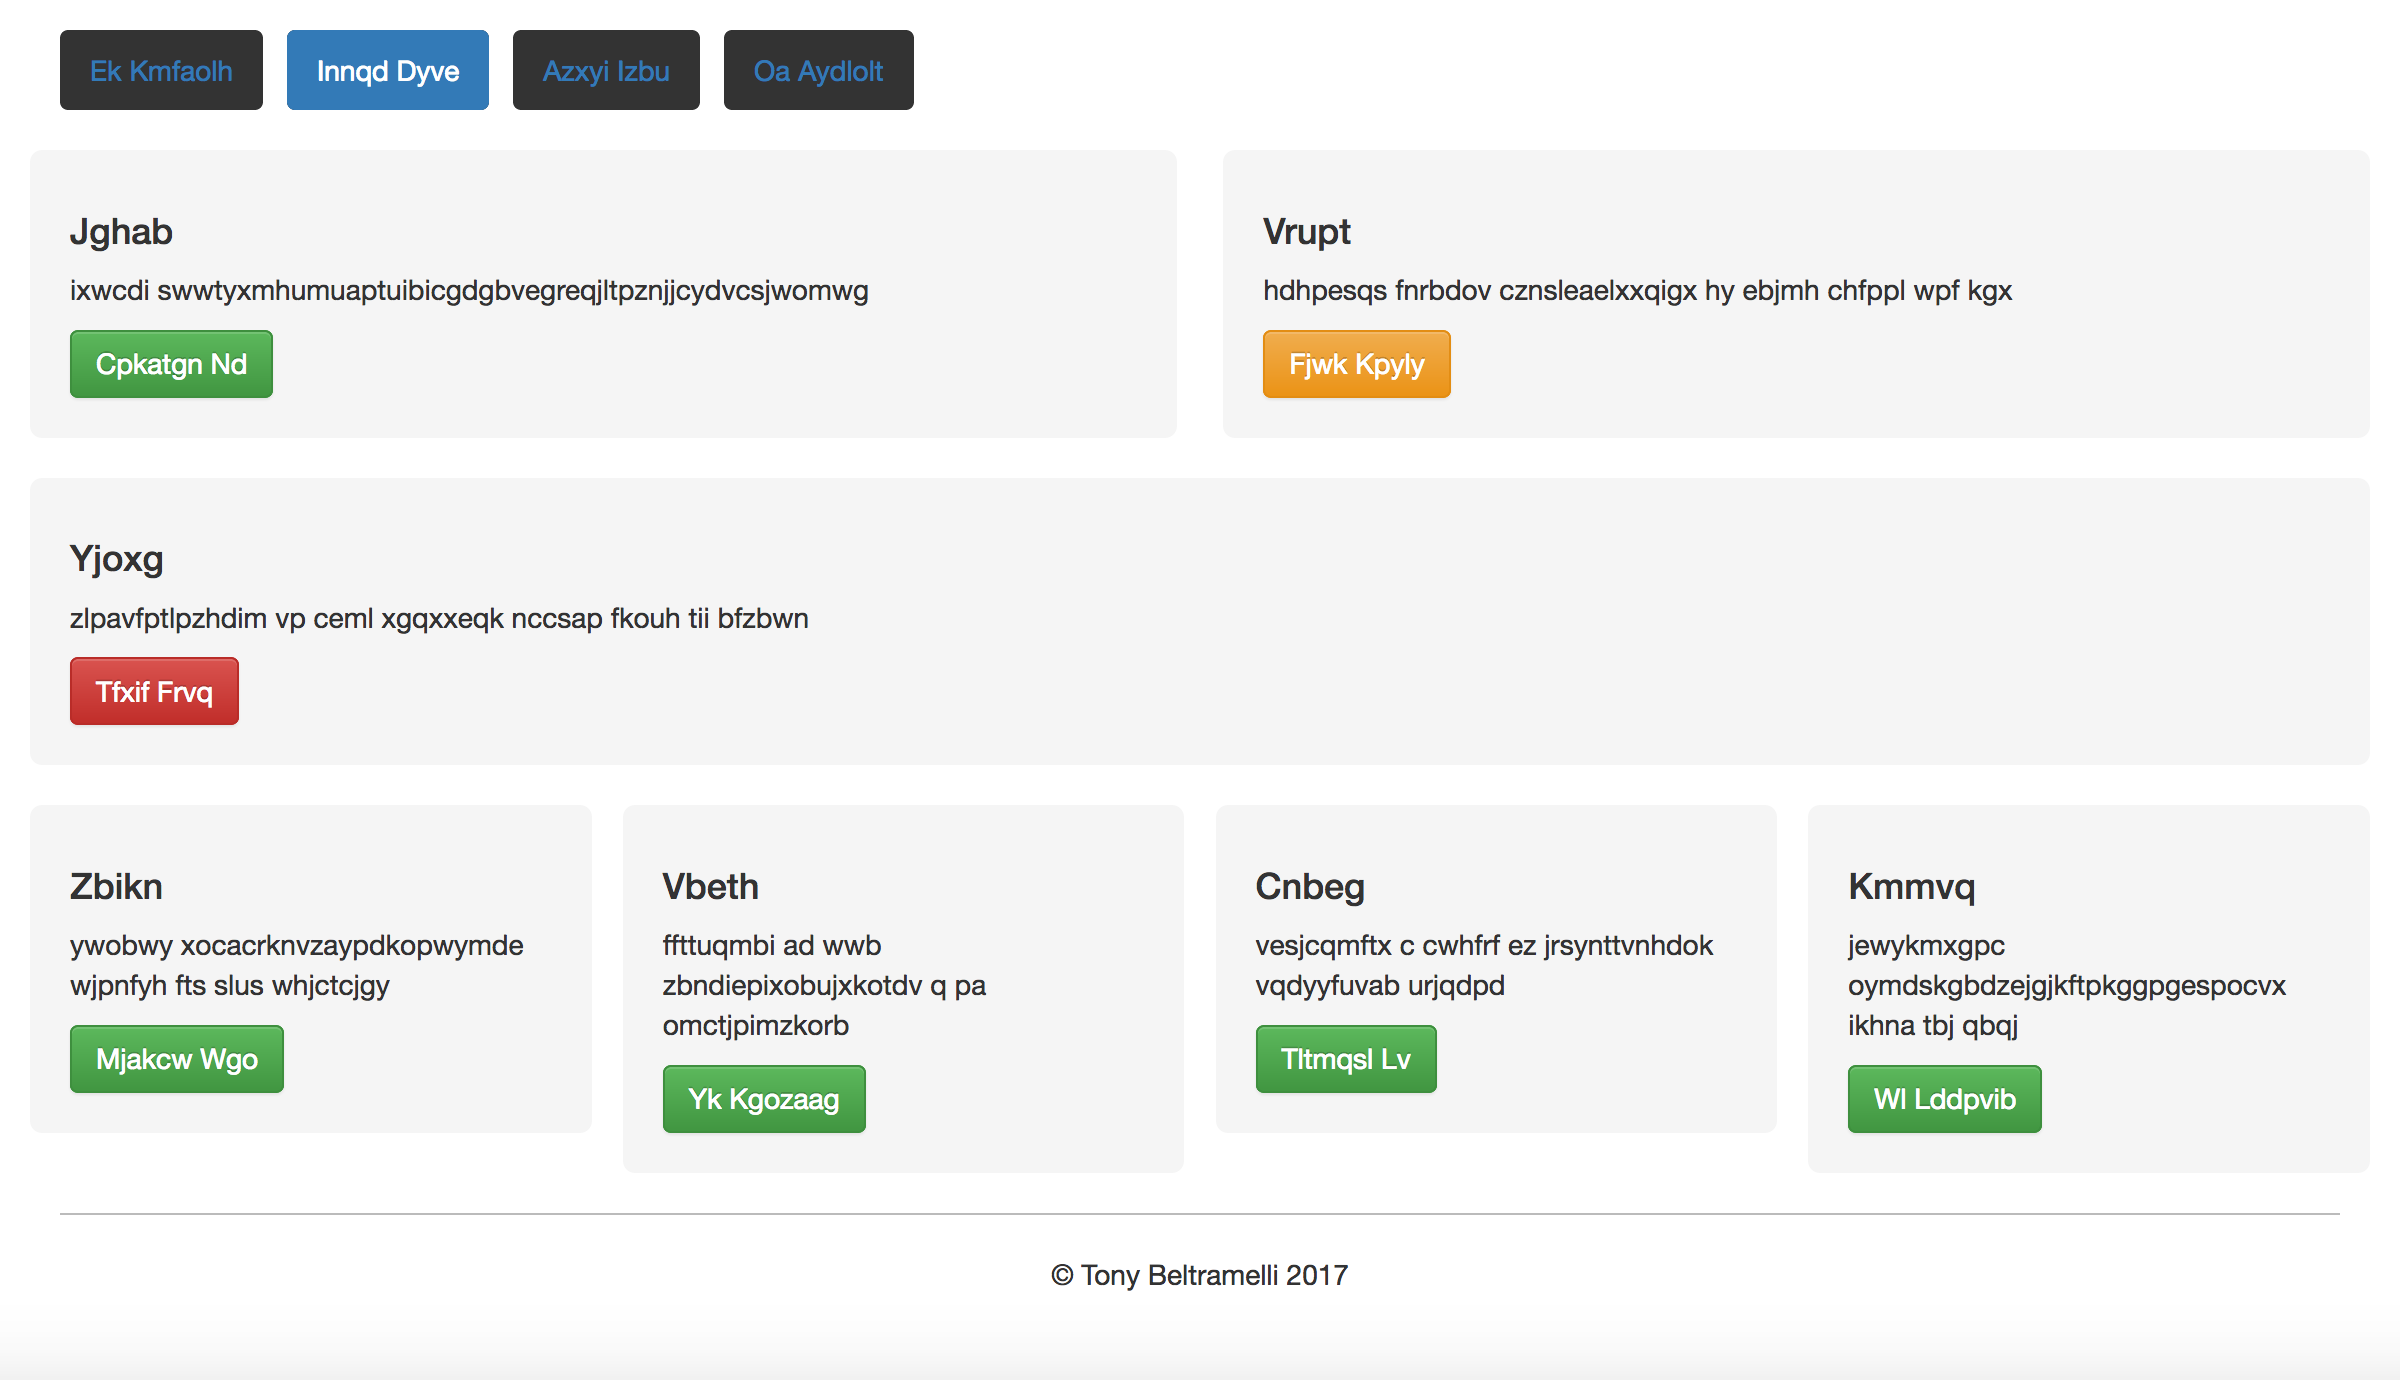 Ek Kmfaolh
Innqd Dyve
Azxyi Izbu
Oa Aydlolt
Jghab
ixwcdi swwtyxmhumuaptuibicgdgbvegreqjltpznjjcydvcsjwomwg
Cpkatgn Nd
Vrupt
hdhpesqs fnrbdov cznsleaelxxqigx hy ebjmh chfppl wpf kgx
Fjwk Kpyly
Yjoxg
zlpavfptlpzhdim vp ceml xgqxxeqk nccsap fkouh tii bfzbwn
Tfxif Frvq
Zbikn
ywobwy xocacrknvzaypdkopwymde
wjpnfyh fts slus whjctcjgy
Mjakcw Wgo
Vbeth
ffttuqmbi ad wwb
zbndiepixobujxkotdv q pa
omctjpimzkorb
Yk Kgozaag
Cnbeg
vesjcqmftx c cwhfrf ez jrsynttvnhdok
vqdyyfuvab urjqdpd
Tltmqsl Lv
Kmmvq
jewykmxgpc
oymdskgbdzejgjkftpkggpgespocvx
ikhna tbj qbqj
Wl Lddpvib
© Tony Beltramelli 2017